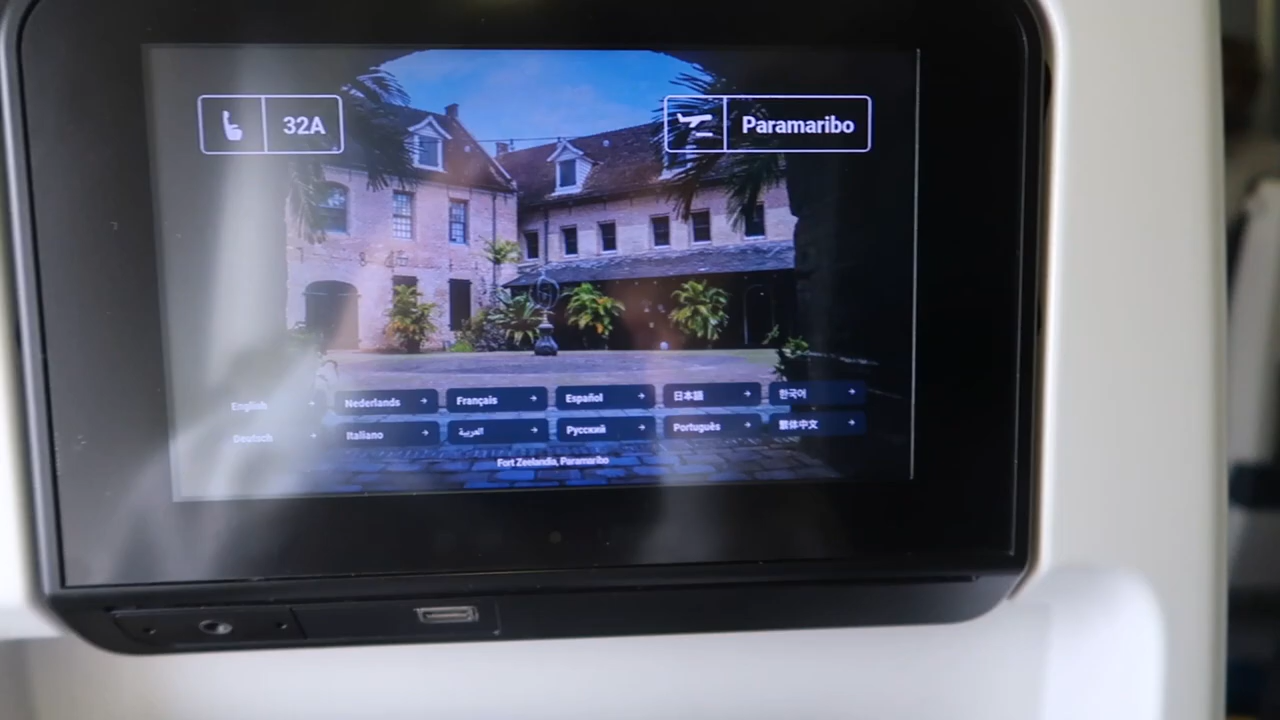 32A
Paramaribo
English
Nederlands
Français
Español
日本語
한국어
Deutsch
Italiano
العربية
Русский
Português
繁体中文
Fort Zeelandia, Paramaribo